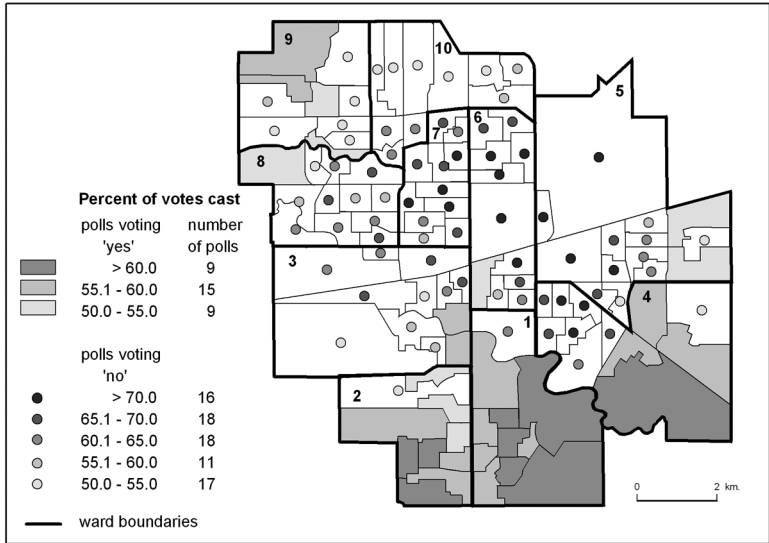 9
10
5
7
6
8
Percent of votes cast
polls voting 'yes'
number of polls
> 60.0 9
55.1 - 60.0 15
50.0 - 55.0 9
3
4
1
2
polls voting 'no'
> 70.0 16
65.1 - 70.0 18
60.1 - 65.0 18
55.1 - 60.0 11
50.0 - 55.0 17
ward boundaries
0 2 km.